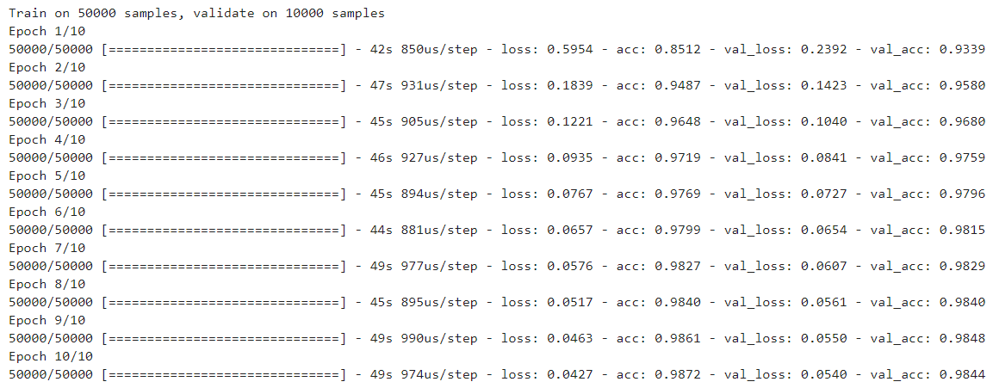 Train on 50000 samples, validate on 10000 samples
Epoch 1/10
50000/50000 [==============================] - 42s 850us/step - loss: 0.5954 - acc: 0.8512 - val_loss: 0.2392 - val_acc: 0.9339
Epoch 2/10
50000/50000 [==============================] - 47s 931us/step - loss: 0.1839 - acc: 0.9487 - val_loss: 0.1423 - val_acc: 0.9580
Epoch 3/10
50000/50000 [==============================] - 45s 905us/step - loss: 0.1221 - acc: 0.9648 - val_loss: 0.1040 - val_acc: 0.9680
Epoch 4/10
50000/50000 [==============================] - 46s 927us/step - loss: 0.0935 - acc: 0.9719 - val_loss: 0.0841 - val_acc: 0.9759
Epoch 5/10
50000/50000 [==============================] - 45s 894us/step - loss: 0.0767 - acc: 0.9769 - val_loss: 0.0727 - val_acc: 0.9796
Epoch 6/10
50000/50000 [==============================] - 44s 881us/step - loss: 0.0657 - acc: 0.9799 - val_loss: 0.0654 - val_acc: 0.9815
Epoch 7/10
50000/50000 [==============================] - 49s 977us/step - loss: 0.0576 - acc: 0.9827 - val_loss: 0.0607 - val_acc: 0.9829
Epoch 8/10
50000/50000 [==============================] - 45s 895us/step - loss: 0.0517 - acc: 0.9840 - val_loss: 0.0561 - val_acc: 0.9840
Epoch 9/10
50000/50000 [==============================] - 49s 990us/step - loss: 0.0463 - acc: 0.9861 - val_loss: 0.0550 - val_acc: 0.9848
Epoch 10/10
50000/50000 [==============================] - 49s 974us/step - loss: 0.0427 - acc: 0.9872 - val_loss: 0.0540 - val_acc: 0.9844